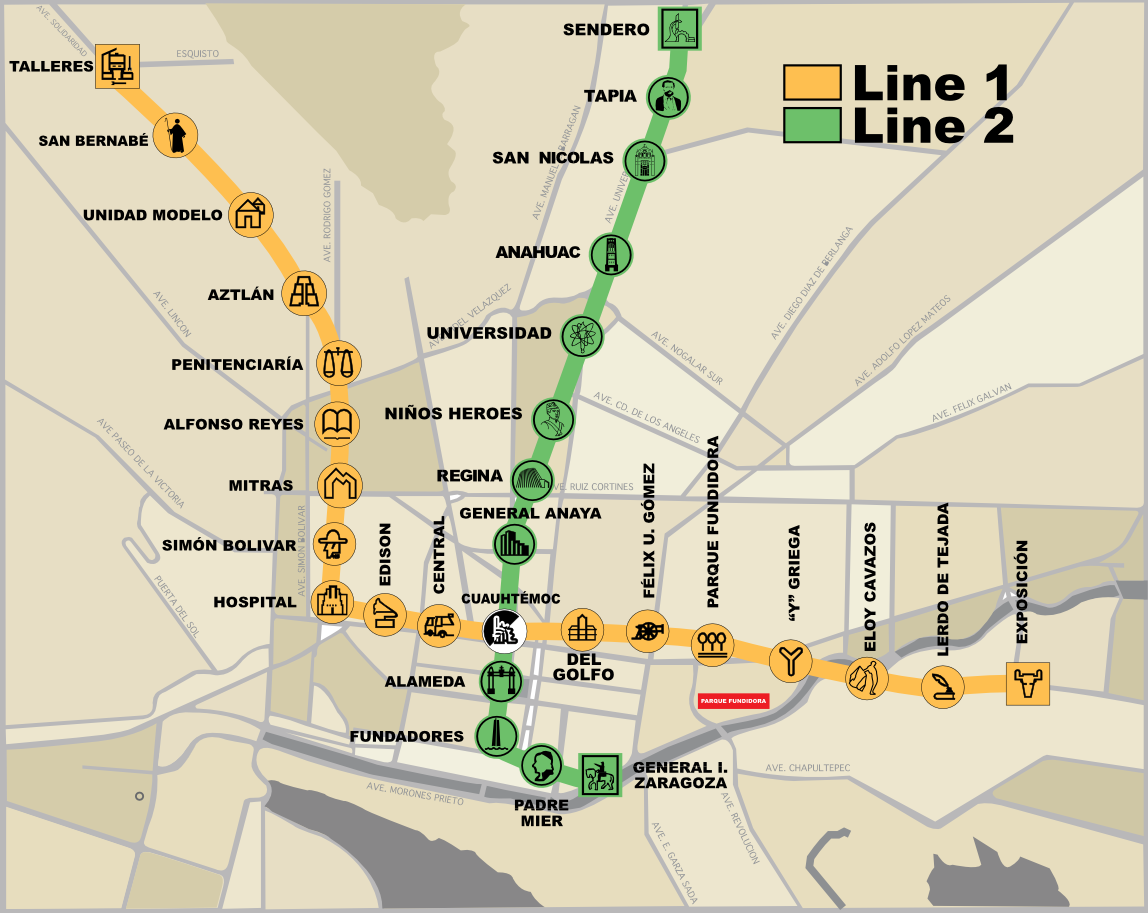 SENDERO
TALLERES
TAPIA
SAN BERNABÉ
SAN NICOLAS
UNIDAD MODELO
ANAHUAC
AZTLÁN
UNIVERSIDAD
PENITENCIARÍA
NIÑOS HEROES
ALFONSO REYES
REGINA
MITRAS
GENERAL ANAYA
SIMÓN BOLIVAR
HOSPITAL
EDISON
CENTRAL
CUAUHTÉMOC
DEL
GOLFO
FÉLIX U. GÓMEZ
PARQUE FUNDIDORA
“Y” GRIEGA
ELOY CAVAZOS
LERDO DE TEJADA
EXPOSICIÓN
ALAMEDA
FUNDADORES
PADRE
MIER
GENERAL I.
ZARAGOZA
PARQUE FUNDIDORA
Line 1
Line 2
AVE. SOLIDARIDAD
ESQUISTO
AVE. RODRIGO GOMEZ
AVE. LINCON
AVE PASEO DE LA VICTORIA
PUERTA DEL SOL
AVE. SIMON BOLIVAR
AVE. MANUEL BARRAGAN
AVE. UNIVER
DEL VELAZQUEZ
AVE. NOGALAR SUR
AVE. CD. DE LOS ANGELES
AVE. DIEGO DIAZ DE BERLANGA
AVE. ADOLFO LOPEZ MATEOS
AVE. FELIX GALVAN
VE. RUIZ CORTINES
AVE. MORONES PRIETO
AVE. CHAPULTEPEC
AVE. REVOLUCION
AVE. E. GARZA SADA